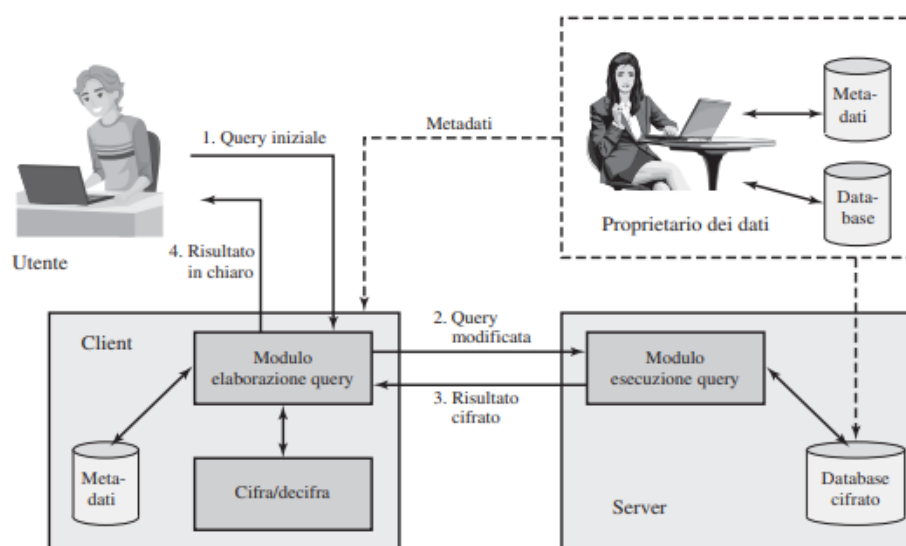 Metadati
Meta-
dati
1. Query iniziale
Data-
base
Proprietario dei dati
4. Risultato
in chiaro
Utente
Client
Modulo
elaborazione query
2. Query
modificata
Modulo
esecuzione query
3. Risultato
cifrato
Meta-
dati
Cifra/decifra
Database
cifrato
Server